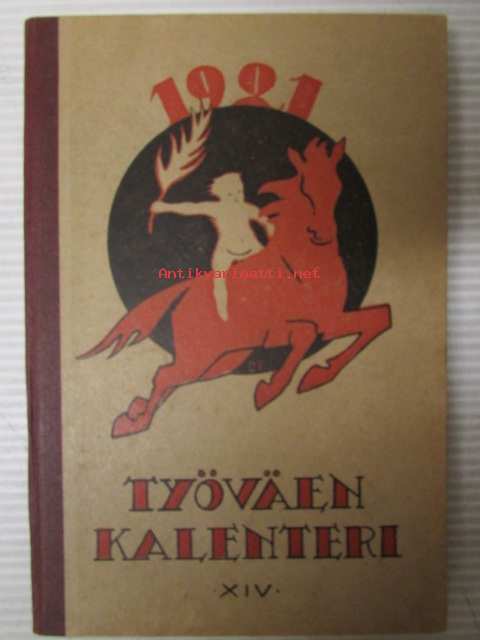 1921
Antikvariaatti.net
TYÖVÄEN
KALENTERI
·XIV·